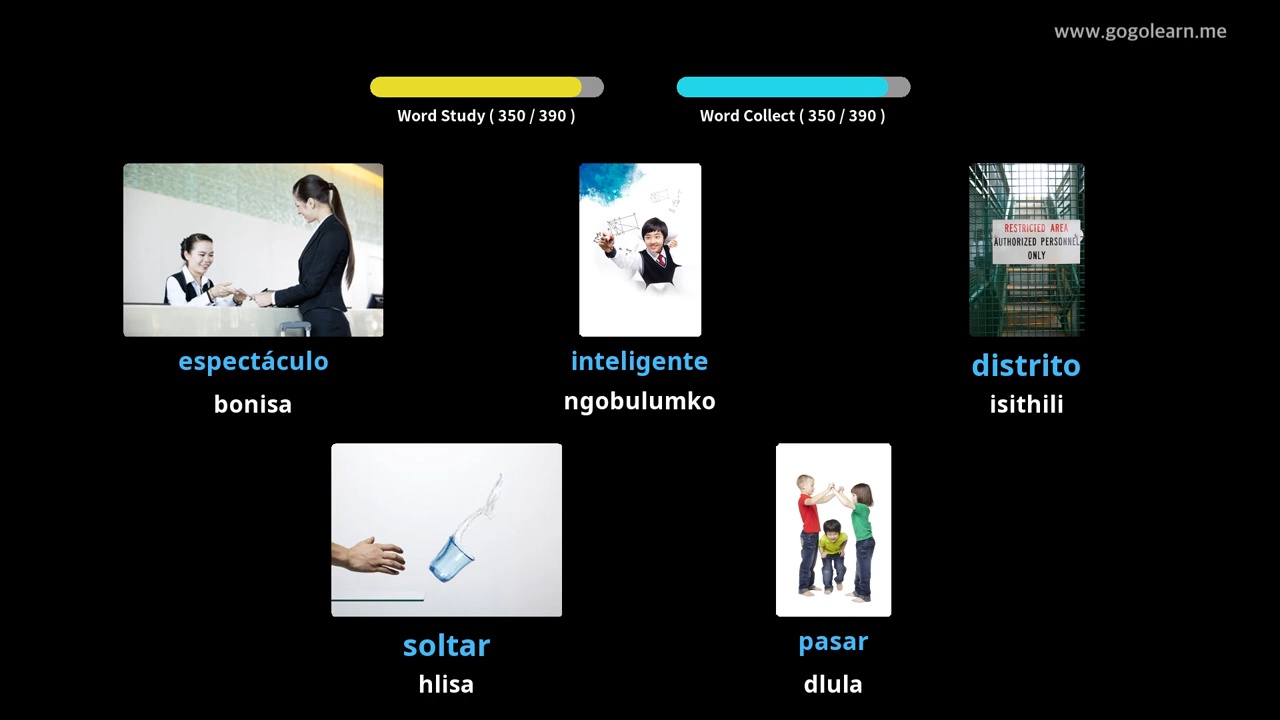 www.gogolearn.me
Word Study ( 350 / 390 )
Word Collect ( 350 / 390 )
RESTRICTED AREA
AUTHORIZED PERSONNEL
ONLY
espectáculo
inteligente
distrito
bonisa
ngobulumko
isithili
soltar
pasar
hlisa
dlula